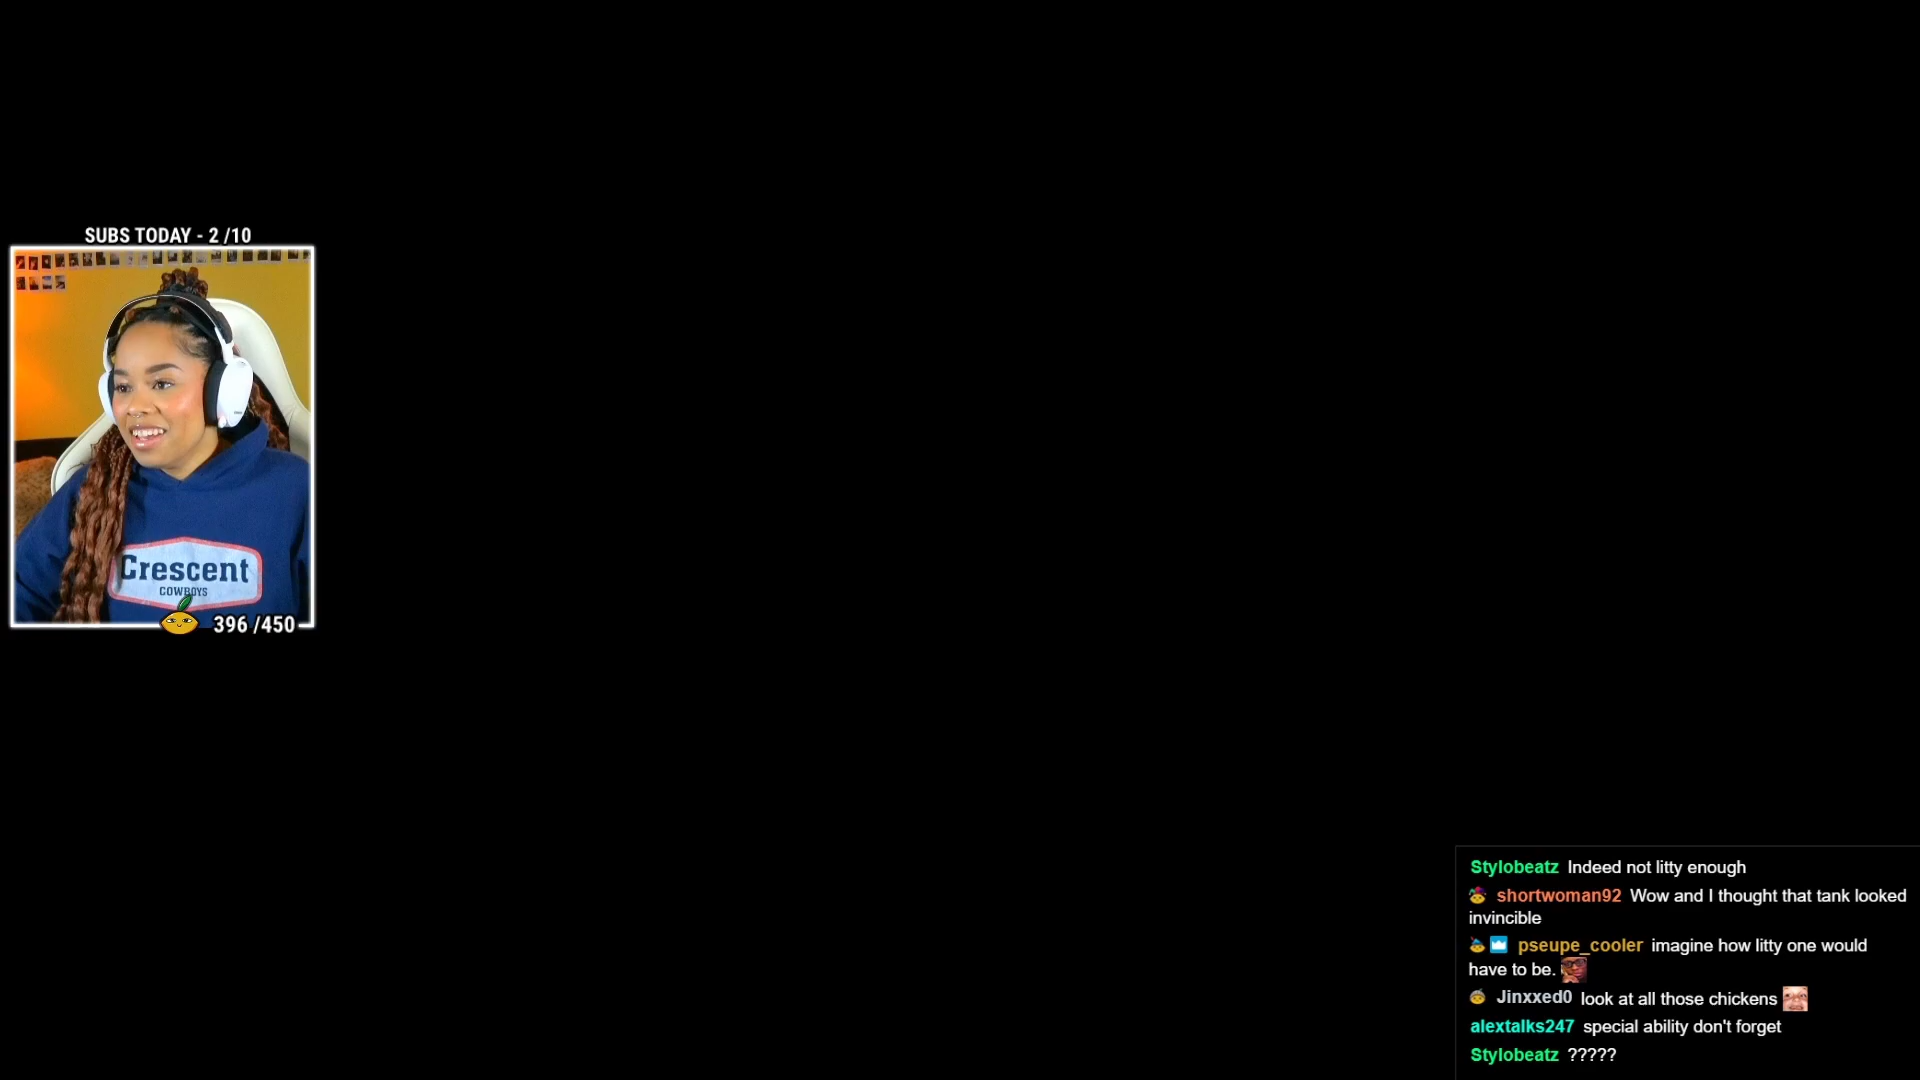 SUBS TODAY - 2 /10
Crescent
COWBOYS
396 /450
Stylobeatz Indeed not litty enough
shortwoman92 Wow and I thought that tank looked
invincible
pseupe_cooler imagine how litty one would
have to be.
Jinxxed0 look at all those chickens
alextalks247 special ability don't forget
Stylobeatz ?????